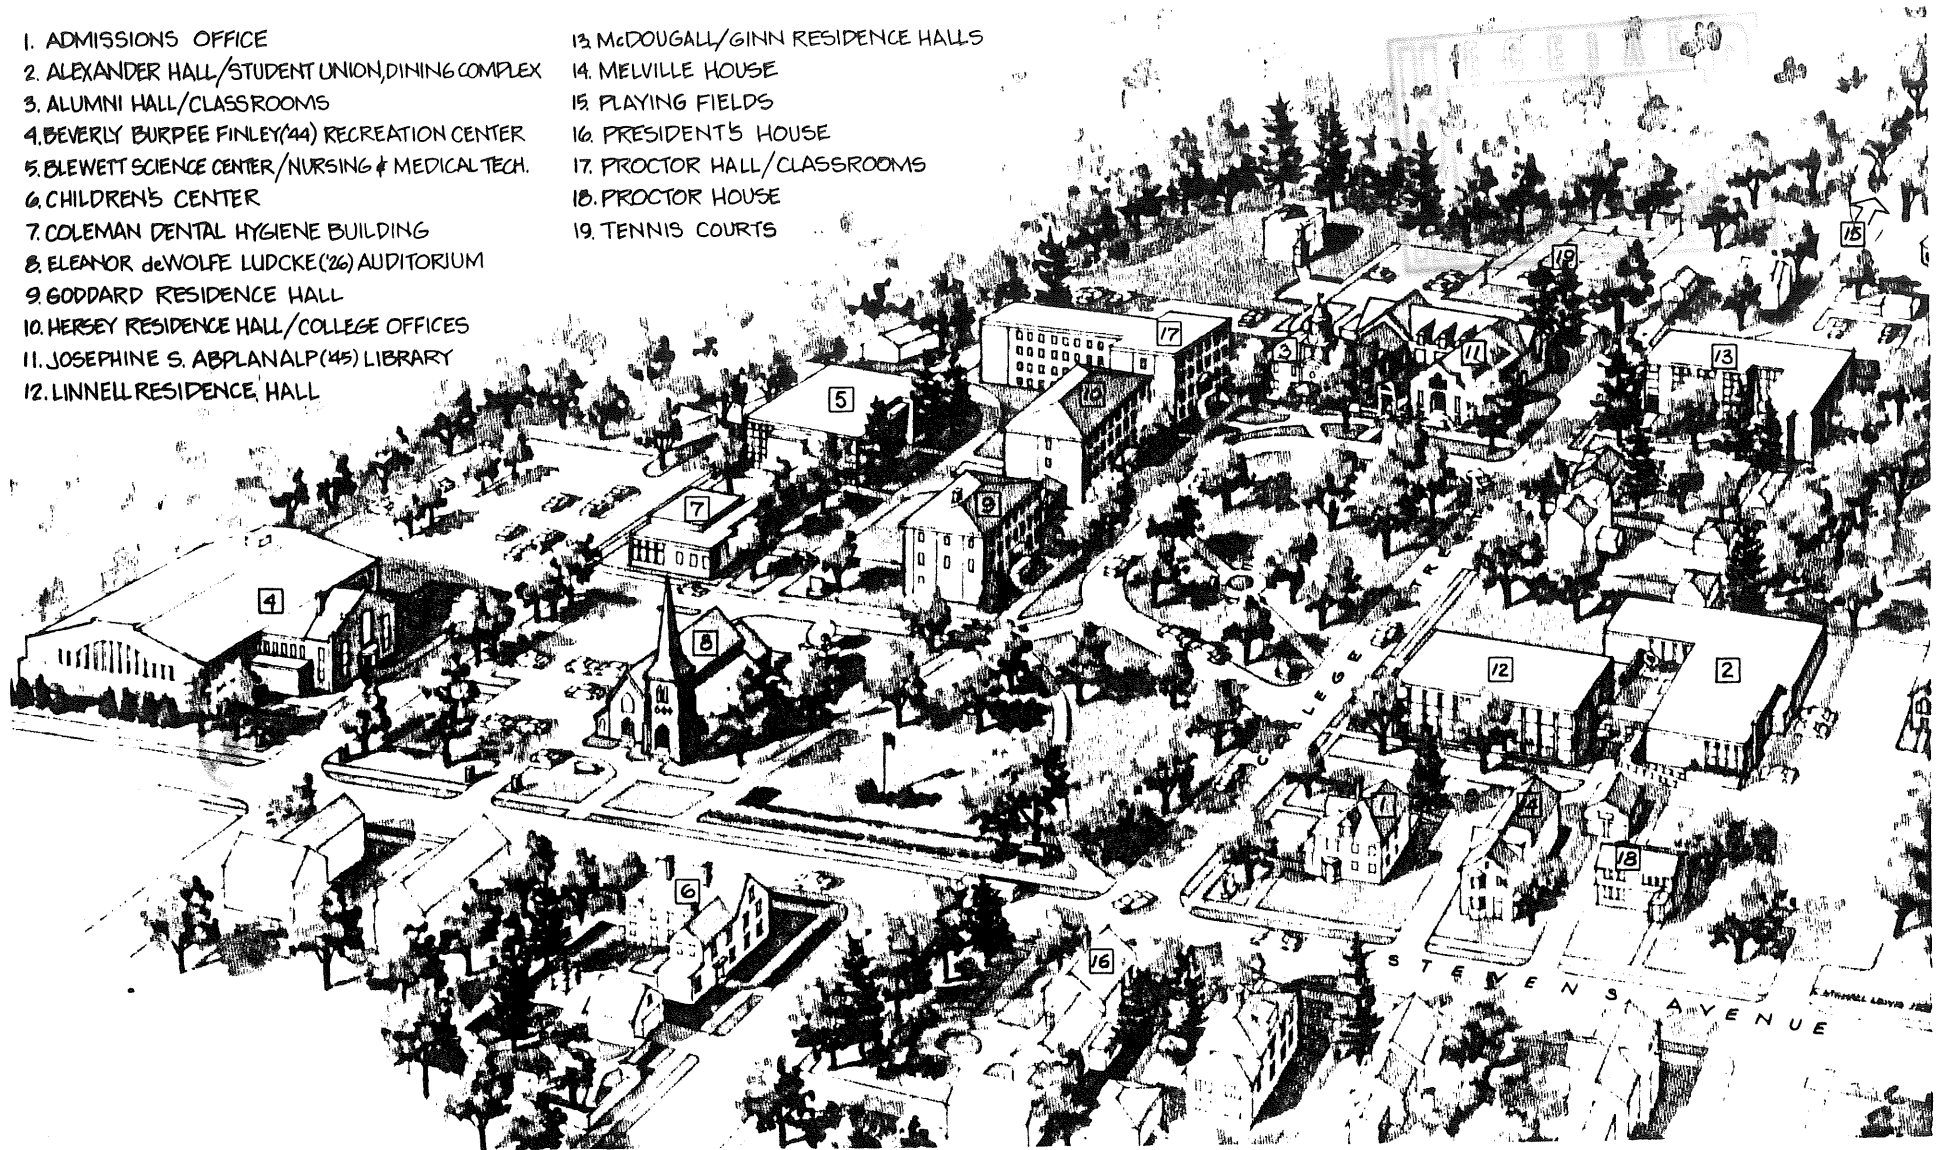 1. ADMISSIONS OFFICE
2. ALEXANDER HALL/STUDENT UNION, DINING COMPLEX
3. ALUMNI HALL/CLASSROOMS
4. BEVERLY BURPEE FINLEY('44) RECREATION CENTER
5. BLEWETT SCIENCE CENTER/NURSING & MEDICAL TECH.
6. CHILDREN'S CENTER
7. COLEMAN DENTAL HYGIENE BUILDING
8. ELEANOR deWOLFE LUDCKE('26) AUDITORIUM
9. GODDARD RESIDENCE HALL
10. HERSEY RESIDENCE HALL/COLLEGE OFFICES
11. JOSEPHINE S. ABPLANALP('45) LIBRARY
12. LINNELL RESIDENCE HALL
13. McDOUGALL/GINN RESIDENCE HALLS
14. MELVILLE HOUSE
15. PLAYING FIELDS
16. PRESIDENT'S HOUSE
17. PROCTOR HALL/CLASSROOMS
18. PROCTOR HOUSE
19. TENNIS COURTS
RECEIVED
15
19
17
3
11
13
10
5
7
9
4
8
12
2
1
14
18
6
16
COLLEGE STR
STEVENS AVENUE